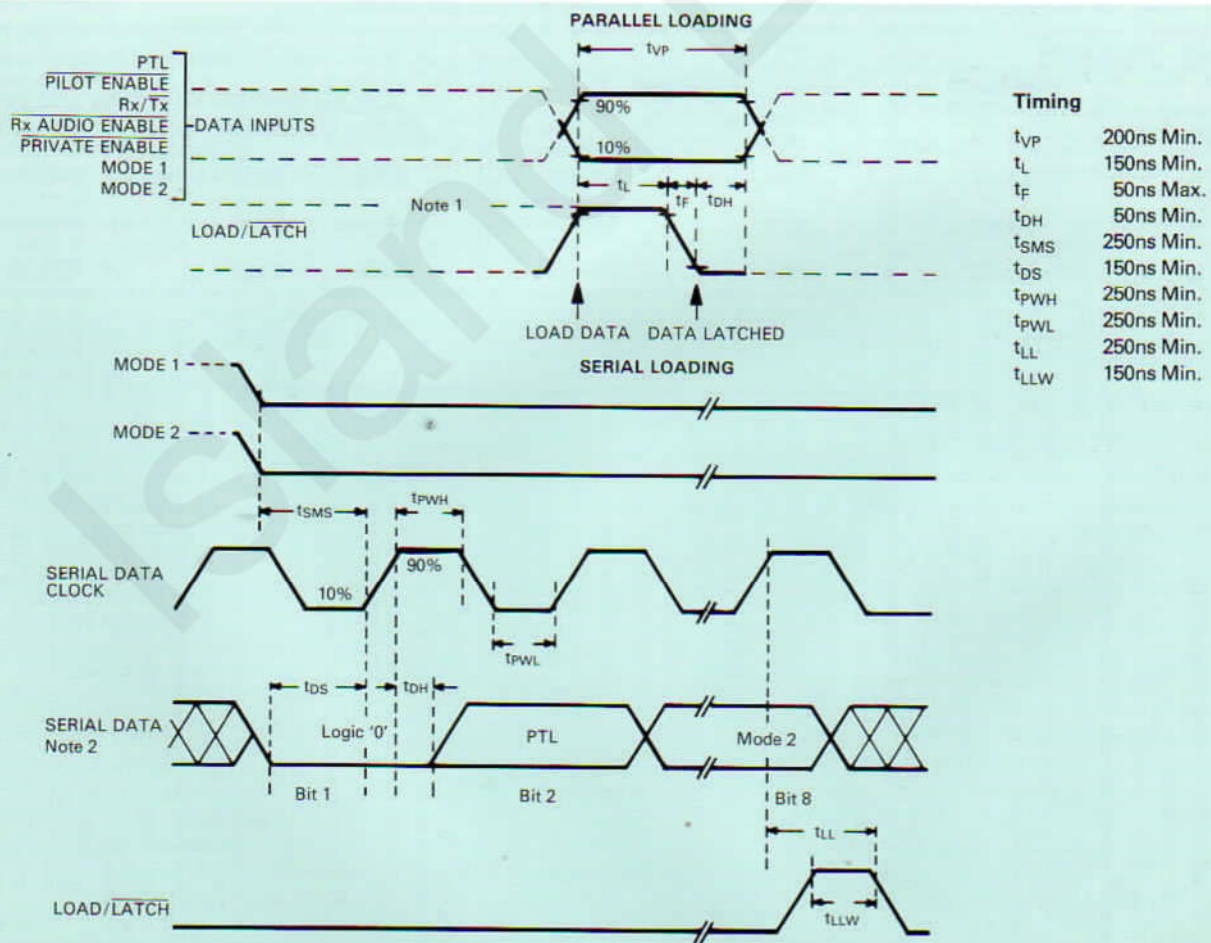 PARALLEL LOADING
tVP
PTL
PILOT ENABLE
Rx/Tx
Rx AUDIO ENABLE
PRIVATE ENABLE
MODE 1
MODE 2
DATA INPUTS
90%
10%
tL
tF
tDH
Note 1
LOAD/LATCH
LOAD DATA
DATA LATCHED
Timing
tVP 200ns Min.
tL 150ns Min.
tF 50ns Max.
tDH 50ns Min.
tSMS 250ns Min.
tDS 150ns Min.
tPWH 250ns Min.
tPWL 250ns Min.
tLL 250ns Min.
tLLW 150ns Min.
SERIAL LOADING
MODE 1
MODE 2
tSMS
tPWH
SERIAL DATA
CLOCK
10%
90%
tPWL
tDS
tDH
SERIAL DATA
Note 2
Logic '0'
PTL
Mode 2
Bit 1
Bit 2
Bit 8
tLL
LOAD/LATCH
tLLW
Island